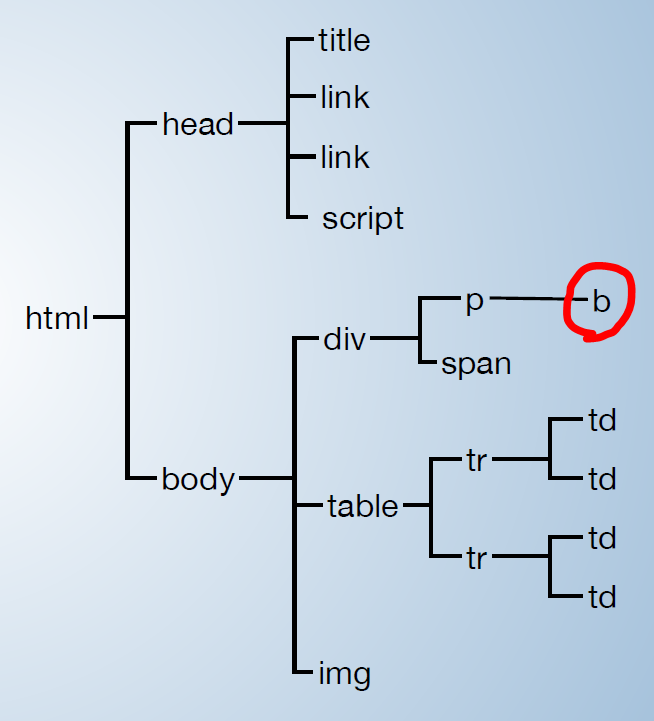 html
head
title
link
link
script
body
div
p
b
span
table
tr
td
td
tr
td
td
img